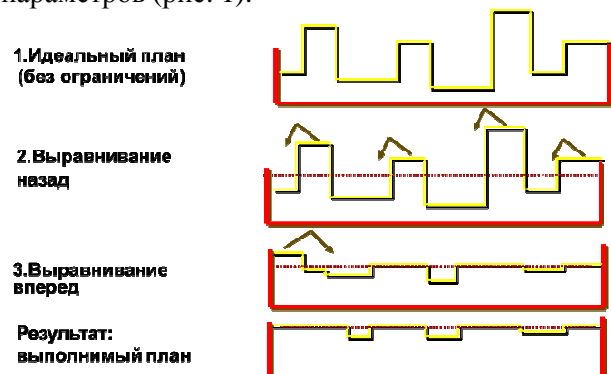 параметров (рис. 1).
1.Идеальный план
(без ограничений)
2.Выравнивание
назад
3.Выравнивание
вперед
Результат:
выполнимый план